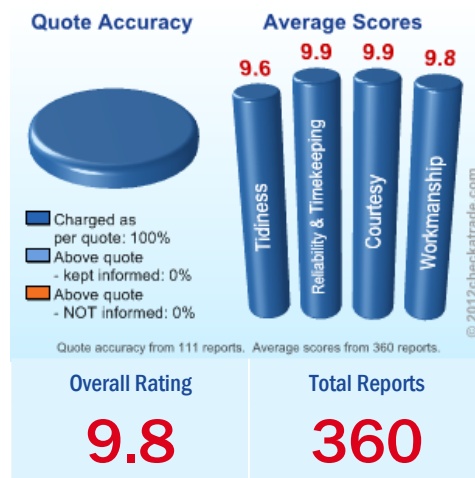 Quote Accuracy
Average Scores
9.6
9.9
9.9
9.8
Tidiness
Reliability & Timekeeping
Courtesy
Workmanship
Charged as
per quote: 100%
Above quote
- kept informed: 0%
Above quote
- NOT informed: 0%
© 2012checkatrade.com
Quote accuracy from 111 reports. Average scores from 360 reports.
Overall Rating
Total Reports
9.8
360